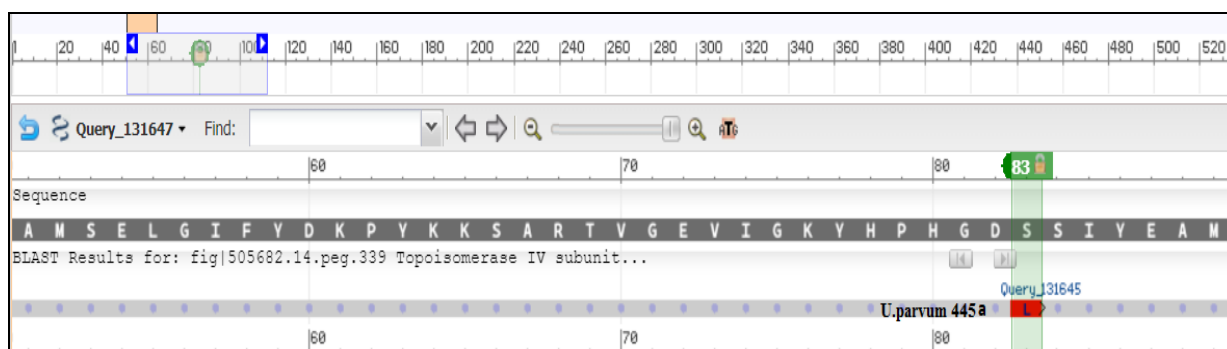 |20 |40 |60 80 |100 |120 |140 |160 |180 |200 |220 |240 |260 |280 |300 |320 |340 |360 |380 |400 |420 |440 |460 |480 |500 |520
Query_131647 Find: ATG
|60 |70 |80 83
Sequence
A M S E L G I F Y D K P Y K K S A R T V G E V I G K Y H P H G D S S I Y E A M
BLAST Results for: fig|505682.14.peg.339 Topoisomerase IV subunit...
Query_131645
U.parvum 445a L
|60 |70 |80